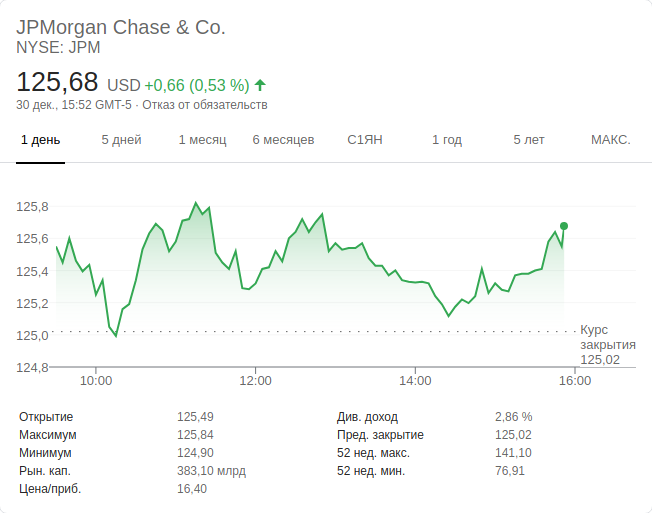 JPMorgan Chase & Co.
NYSE: JPM
125,68 USD +0,66 (0,53 %)
30 дек., 15:52 GMT-5 · Отказ от обязательств
1 день 5 дней 1 месяц 6 месяцев С1ЯН 1 год 5 лет МАКС.
125,8
125,6
125,4
125,2
125,0
124,8
Курс
закрытия
125,02
10:00 12:00 14:00 16:00
Открытие 125,49 Див. доход 2,86 %
Максимум 125,84 Пред. закрытие 125,02
Минимум 124,90 52 нед. макс. 141,10
Рын. кап. 383,10 млрд 52 нед. мин. 76,91
Цена/приб. 16,40